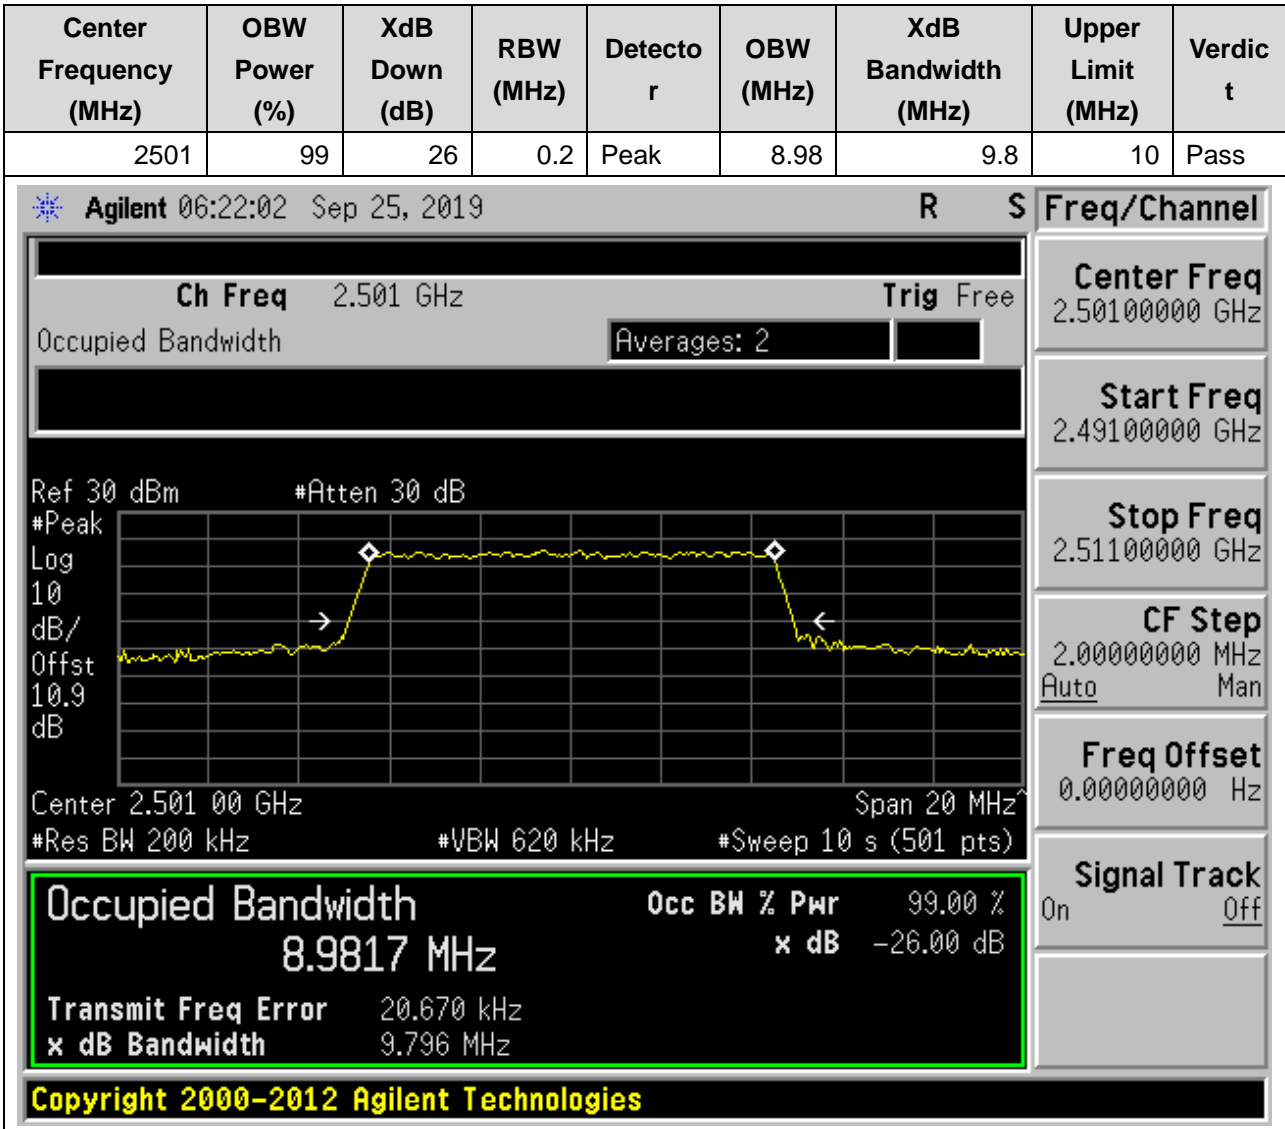 Center Frequency (MHz) OBW Power (%) XdB Down (dB) RBW (MHz) Detecto r OBW (MHz) XdB Bandwidth (MHz) Upper Limit (MHz) Verdic t
2501 99 26 0.2 Peak 8.98 9.8 10 Pass
Agilent 06:22:02 Sep 25, 2019 R S
Ch Freq 2.501 GHz Trig Free
Occupied Bandwidth Averages: 2
Ref 30 dBm #Atten 30 dB
#Peak
Log
10
dB/
Offst
10.9
dB
Center 2.501 00 GHz Span 20 MHz^
#Res BW 200 kHz #VBW 620 kHz #Sweep 10 s (501 pts)
Occupied Bandwidth Occ BW % Pwr 99.00 %
8.9817 MHz x dB -26.00 dB
Transmit Freq Error 20.670 kHz
x dB Bandwidth 9.796 MHz
Copyright 2000-2012 Agilent Technologies
Freq/Channel
Center Freq
2.50100000 GHz
Start Freq
2.49100000 GHz
Stop Freq
2.51100000 GHz
CF Step
2.00000000 MHz
Auto Man
Freq Offset
0.00000000 Hz
Signal Track
On Off